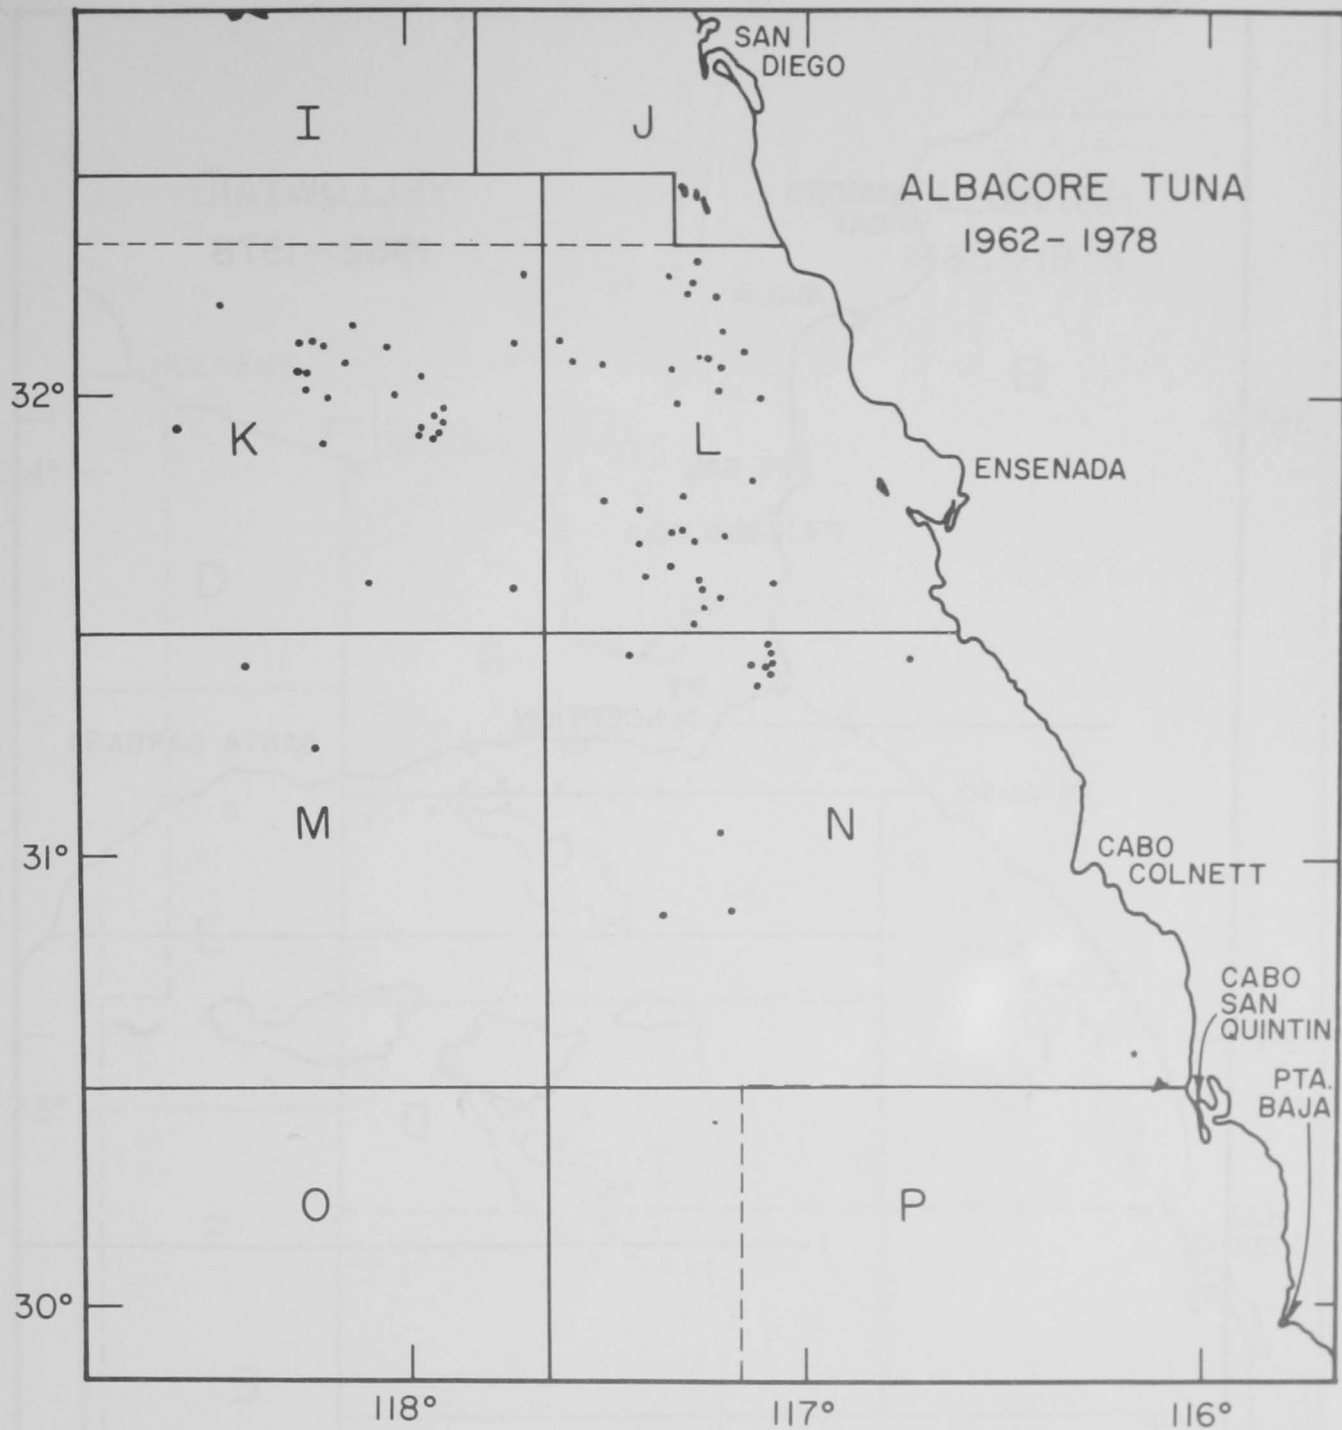 SAN
DIEGO
I
J
ALBACORE TUNA
1962-1978
32°
K
L
ENSENADA
M
N
31°
CABO
COLNETT
CABO
SAN
QUINTIN
PTA.
BAJA
O
P
30°
118°
117°
116°